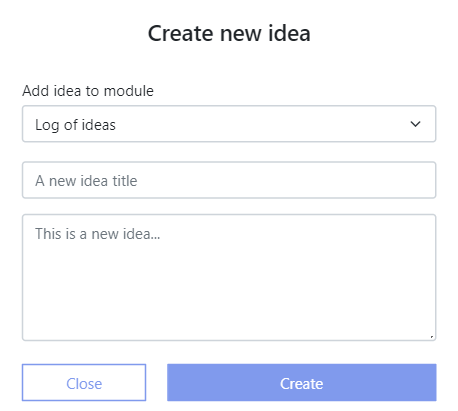 Create new idea
Add idea to module
Log of ideas
A new idea title
This is a new idea...
Close
Create